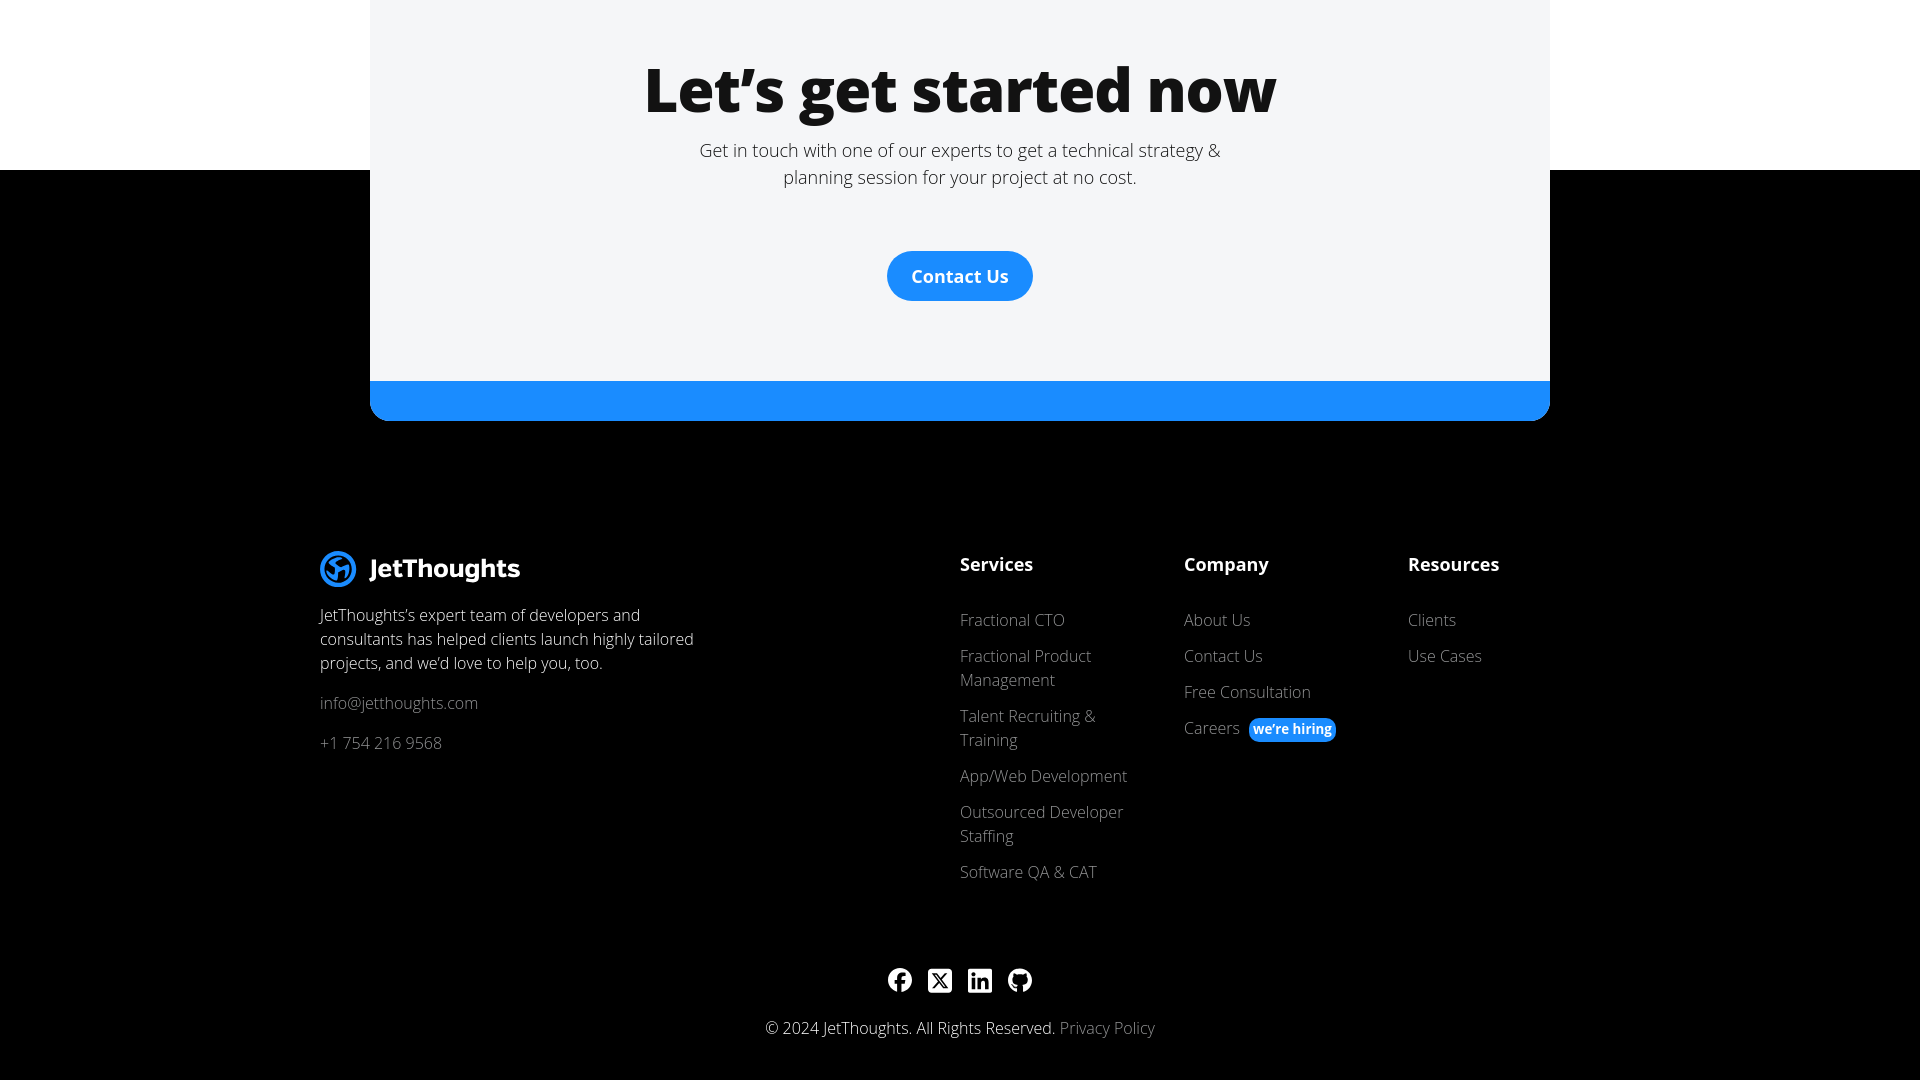 Let’s get started now
Get in touch with one of our experts to get a technical strategy &
planning session for your project at no cost.
Contact Us
JetThoughts
JetThoughts’s expert team of developers and
consultants has helped clients launch highly tailored
projects, and we’d love to help you, too.
info@jetthoughts.com
+1 754 216 9568
Services
Fractional CTO
Fractional Product
Management
Talent Recruiting &
Training
App/Web Development
Outsourced Developer
Staffing
Software QA & CAT
Company
About Us
Contact Us
Free Consultation
Careers we’re hiring
Resources
Clients
Use Cases
© 2024 JetThoughts. All Rights Reserved. Privacy Policy